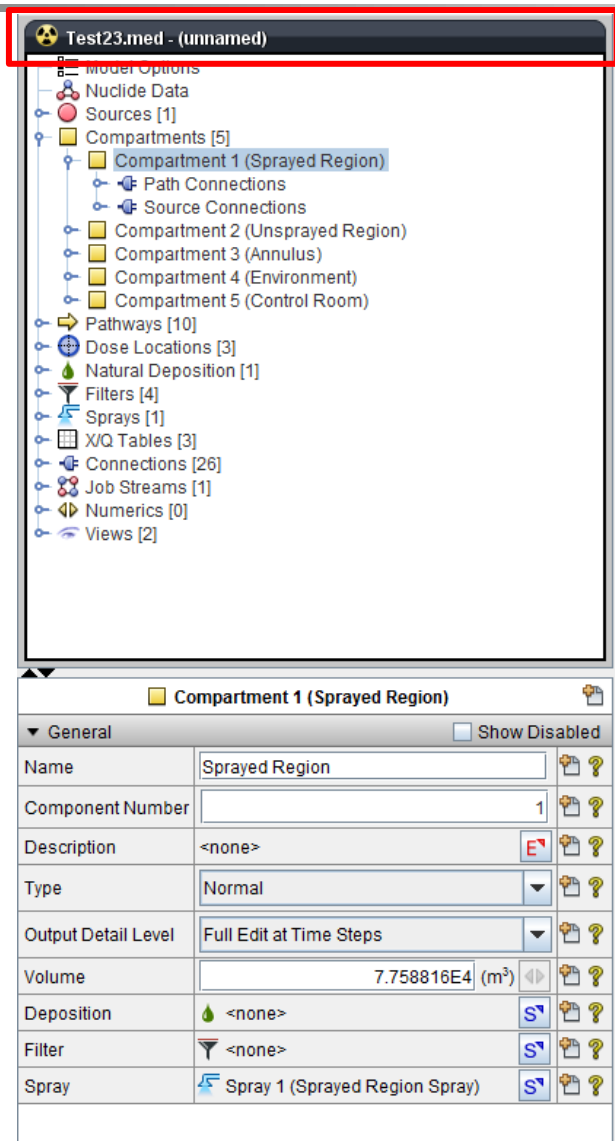 Test23.med - (unnamed)
Model Options
Nuclide Data
Sources [1]
Compartments [5]
Compartment 1 (Sprayed Region)
Path Connections
Source Connections
Compartment 2 (Unsprayed Region)
Compartment 3 (Annulus)
Compartment 4 (Environment)
Compartment 5 (Control Room)
Pathways [10]
Dose Locations [3]
Natural Deposition [1]
Filters [4]
Sprays [1]
X/Q Tables [3]
Connections [26]
Job Streams [1]
Numerics [0]
Views [2]
Compartment 1 (Sprayed Region)
General Show Disabled
Name Sprayed Region ?
Component Number 1 ?
Description <none> E ?
Type Normal ?
Output Detail Level Full Edit at Time Steps ?
Volume 7.758816E4 (m³) ?
Deposition <none> S ?
Filter <none> S ?
Spray Spray 1 (Sprayed Region Spray) S ?